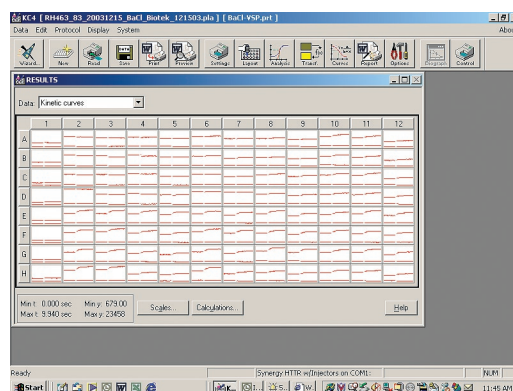 KC4 [ RH463_83_20031215_BaCl_Biotek_121503.pla ] [ BaCl-VSP.prt ]
Data Edit Protocol Display System Abou
Wizard... New Read Save Print Preview Settings Layout Analysis Transf. Curves Report Options Diagram Control
RESULTS
Data: Kinetic curves
1 2 3 4 5 6 7 8 9 10 11 12
A
B
C
D
E
F
G
H
Min t: 0.000 sec Min y: 679.00
Max t: 9.940 sec Max y: 23458
Scales... Calculations... Help
Ready Synergy HTTR w/Injectors on COM1: NUM
Start 11:45 AM